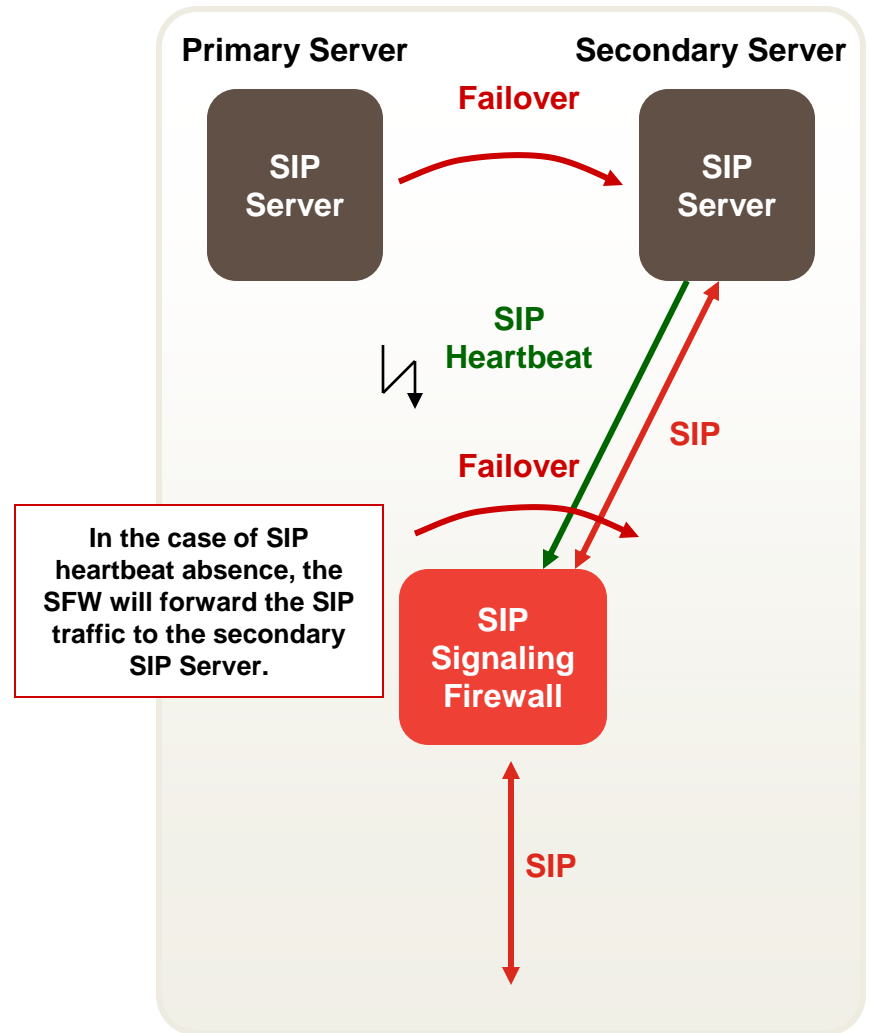 Primary Server
Secondary Server
Failover
SIP
Server
SIP
Server
SIP
Heartbeat
SIP
Failover
In the case of SIP
heartbeat absence, the
SFW will forward the SIP
traffic to the secondary
SIP Server.
SIP
Signaling
Firewall
SIP